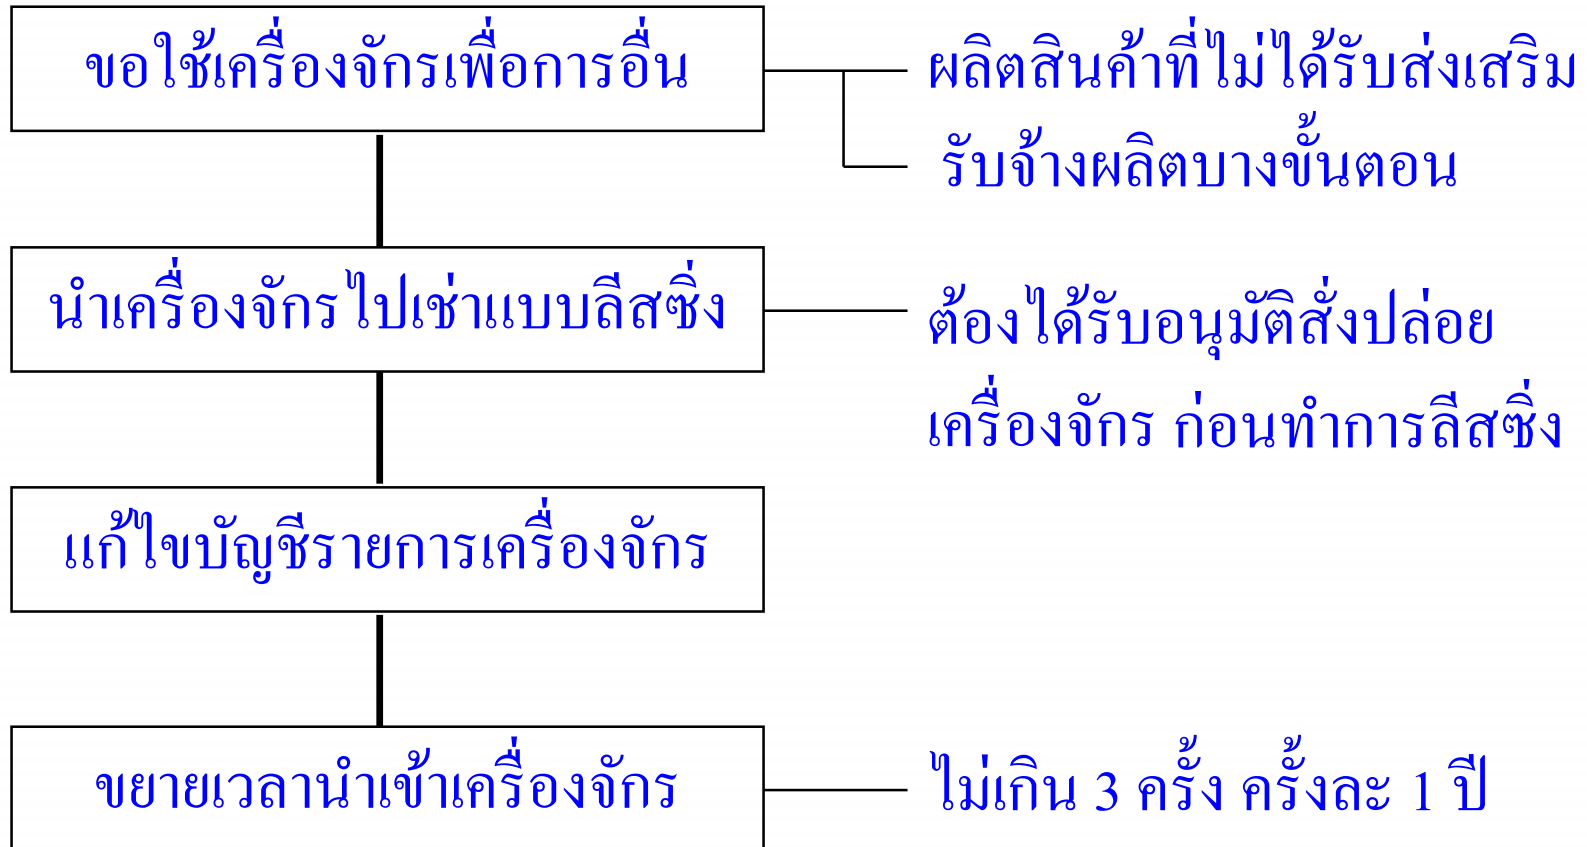 ขอใช้เครื่องจักรเพื่อการอื่น
ผลิตสินค้าที่ไม่ได้รับส่งเสริม
รับจ้างผลิตบางขั้นตอน
นำเครื่องจักรไปเช่าแบบลีสซิ่ง
ต้องได้รับอนุมัติสั่งปล่อย
เครื่องจักร ก่อนทำการลีสซิ่ง
แก้ไขบัญชีรายการเครื่องจักร
ขยายเวลานำเข้าเครื่องจักร
ไม่เกิน 3 ครั้ง ครั้งละ 1 ปี